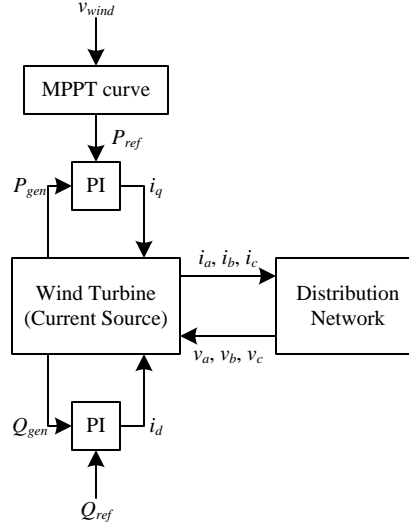 v_wind
MPPT curve
P_ref
P_gen
PI
i_q
i_a, i_b, i_c
Wind Turbine
(Current Source)
Distribution
Network
v_a, v_b, v_c
Q_gen
PI
i_d
Q_ref